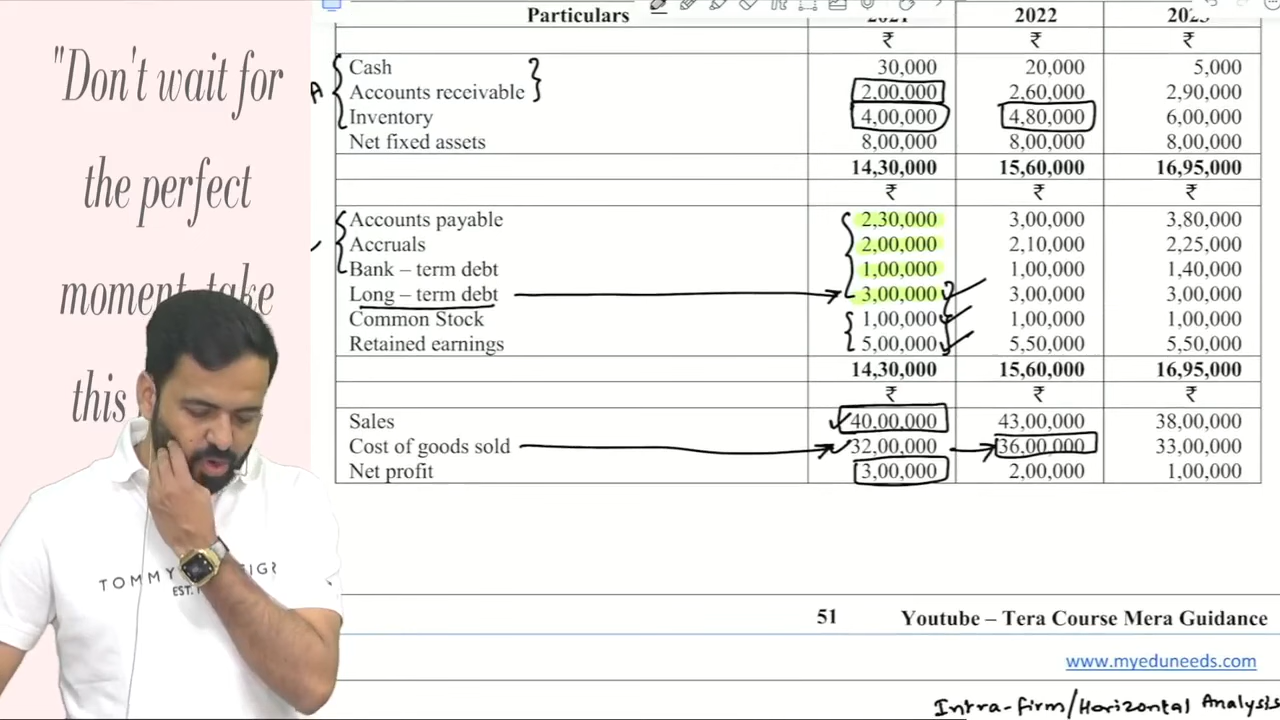 "Don't wait for
the perfect
moment, take
this
TOMMY
EST.
Particulars 2021 2022 2023
₹ ₹ ₹
Cash 30,000 20,000 5,000
A
Accounts receivable 2,00,000 2,60,000 2,90,000
Inventory 4,00,000 4,80,000 6,00,000
Net fixed assets 8,00,000 8,00,000 8,00,000
14,30,000 15,60,000 16,95,000
₹ ₹ ₹
Accounts payable 2,30,000 3,00,000 3,80,000
Accruals 2,00,000 2,10,000 2,25,000
Bank – term debt 1,00,000 1,00,000 1,40,000
Long – term debt 3,00,000 3,00,000 3,00,000
Common Stock 1,00,000 1,00,000 1,00,000
Retained earnings 5,00,000 5,50,000 5,50,000
14,30,000 15,60,000 16,95,000
₹ ₹ ₹
Sales 40,00,000 43,00,000 38,00,000
Cost of goods sold 32,00,000 36,00,000 33,00,000
Net profit 3,00,000 2,00,000 1,00,000
51 Youtube – Tera Course Mera Guidance
www.myeduneeds.com
Intra-firm/Horizontal Analysis